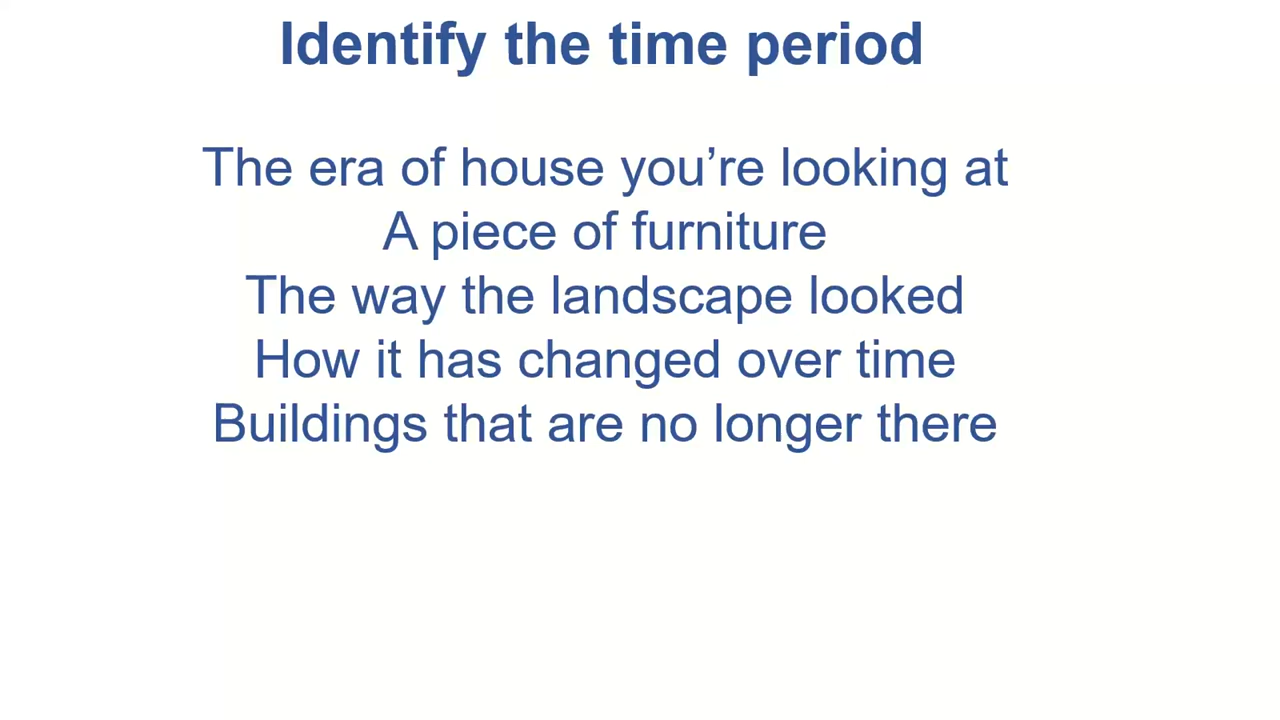 Identify the time period
The era of house you’re looking at
A piece of furniture
The way the landscape looked
How it has changed over time
Buildings that are no longer there